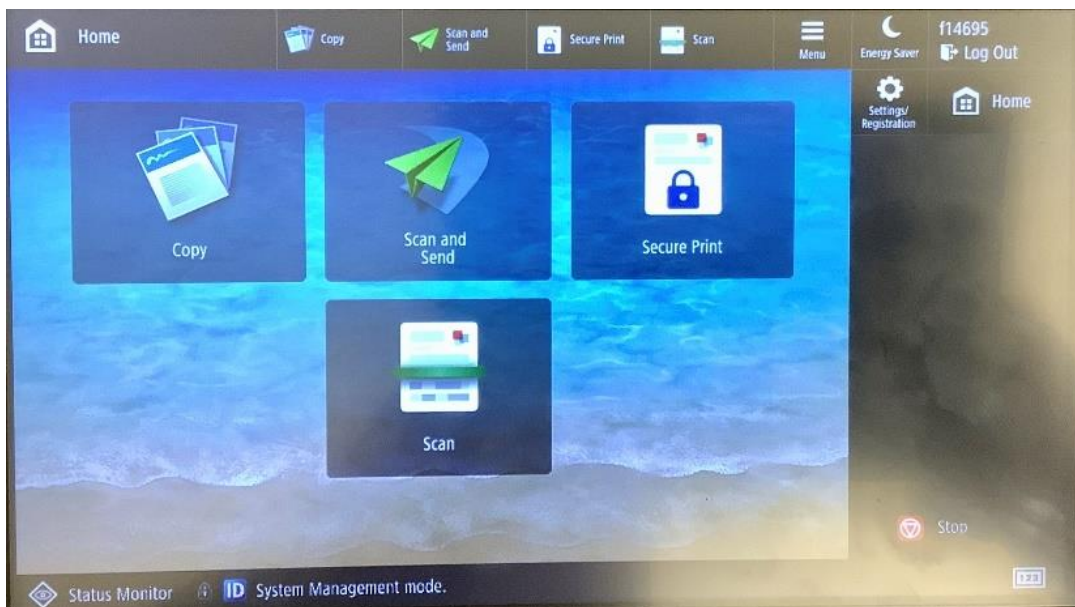 Home
Copy
Scan and
Send
Secure Print
Scan
Menu
Energy Saver
f14695
Log Out
Settings/
Registration
Home
Copy
Scan and
Send
Secure Print
Scan
Stop
Status Monitor
ID System Management mode.
123